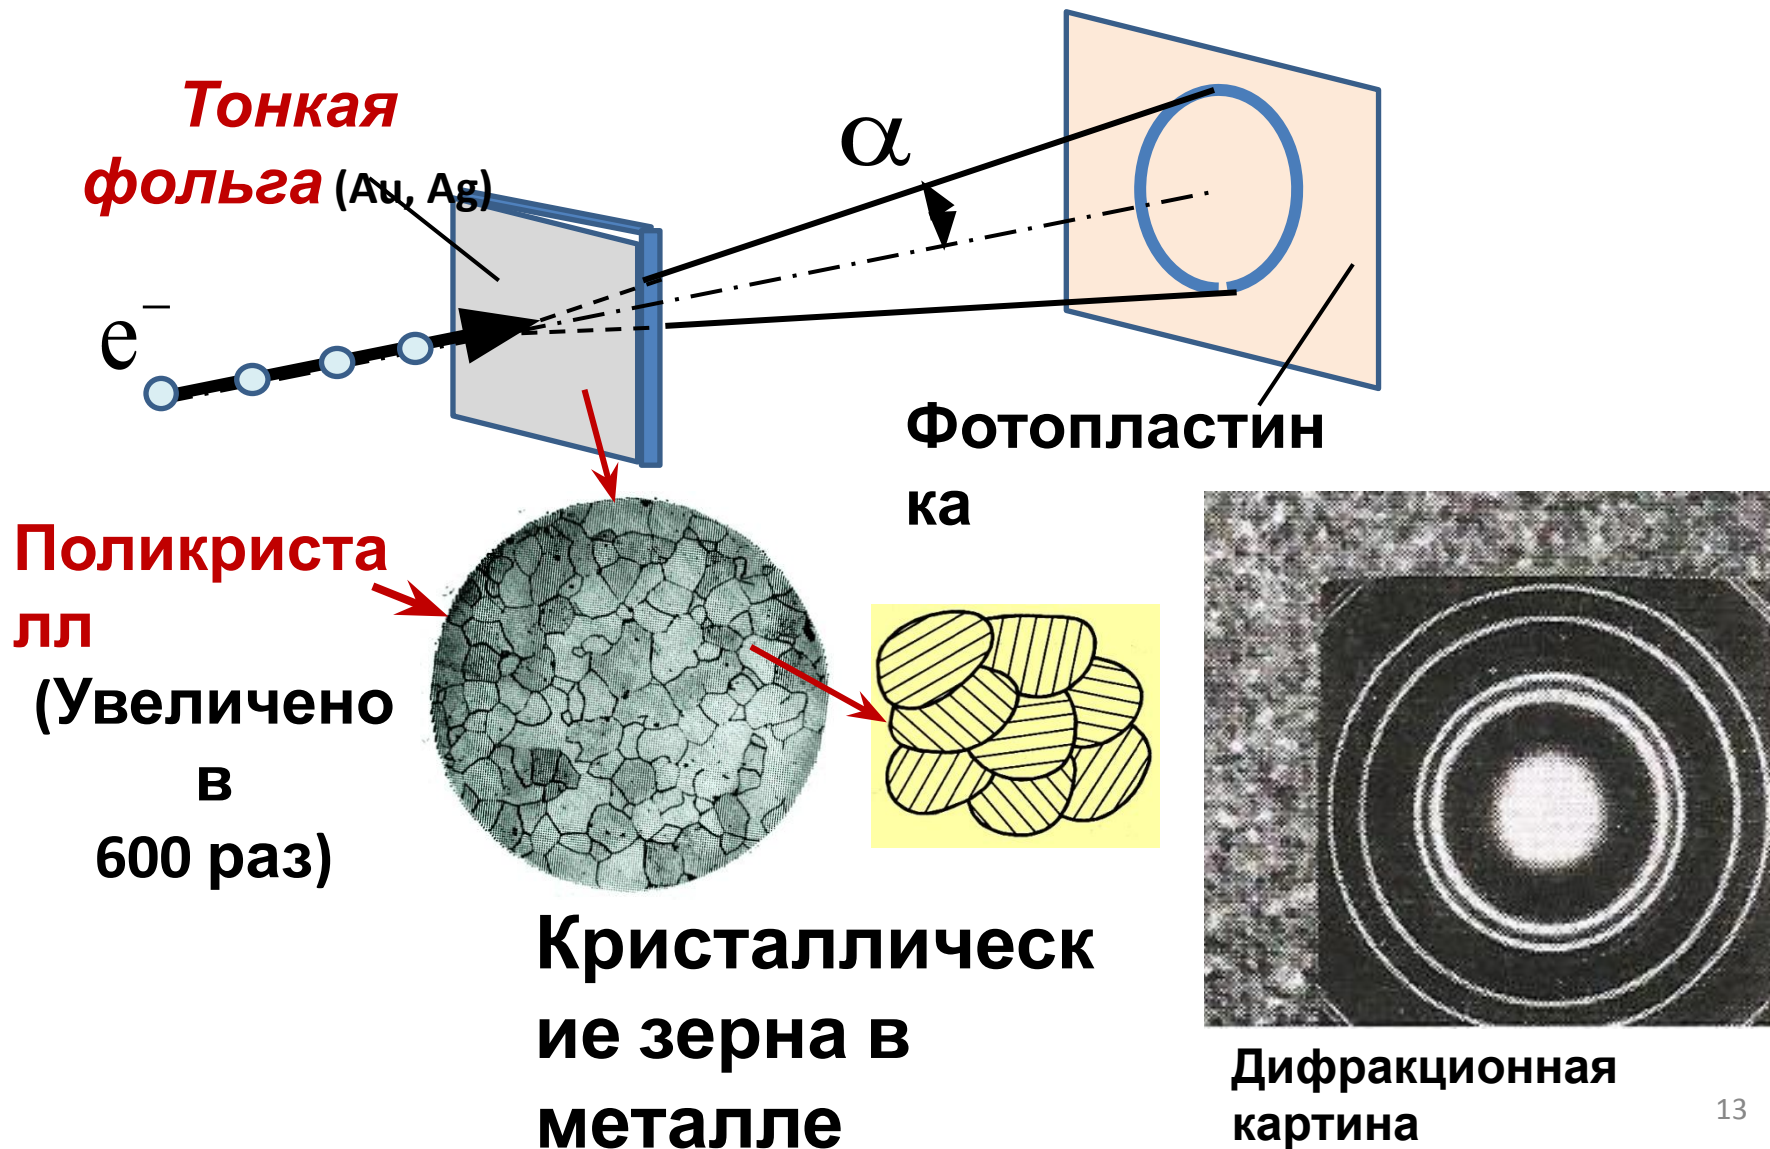 Тонкая
фольга (Au, Ag)
α
e⁻
Фотопластин
ка
Поликриста
лл
(Увеличено
в
600 раз)
Кристаллическ
ие зерна в
металле
Дифракционная
картина
13